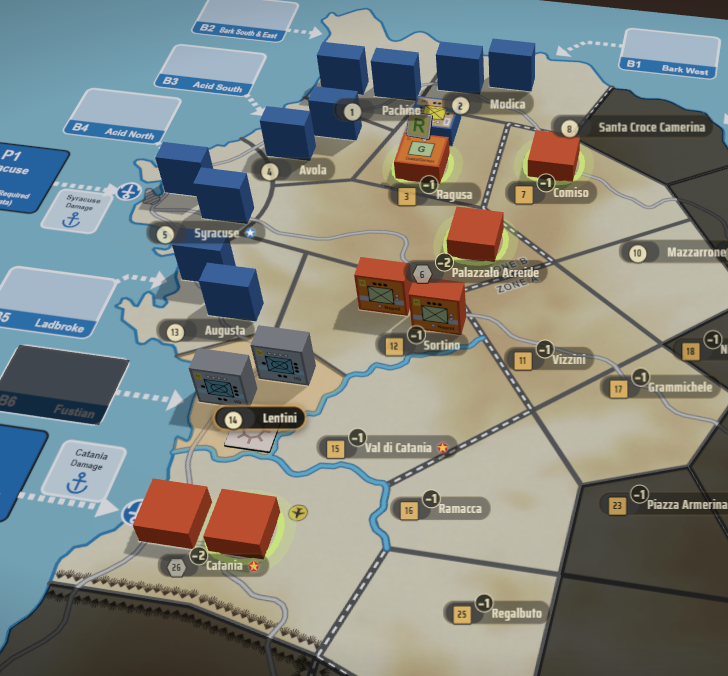 B2 Bark South & East
B1 Bark West
B3 Acid South
B4 Acid North
P1
Required
1 Pachino
2 Modica
8 Santa Croce Camerina
R
G
4 Avola
3 -1 Ragusa
7 -1 Comiso
Syracuse
Damage
5 Syracuse
6 -2 Palazzalo Acreide
10 Mazzarrone
ZONE B
ZONE A
Ladbroke
13 Augusta
12 -1 Sortino
11 -1 Vizzini
18 -1 N
17 -1 Grammichele
B6 Fustian
14 Lentini
15 -1 Val di Catania
Catania
Damage
16 -1 Ramacca
23 -1 Piazza Armerina
26 -2 Catania
25 -1 Regalbuto